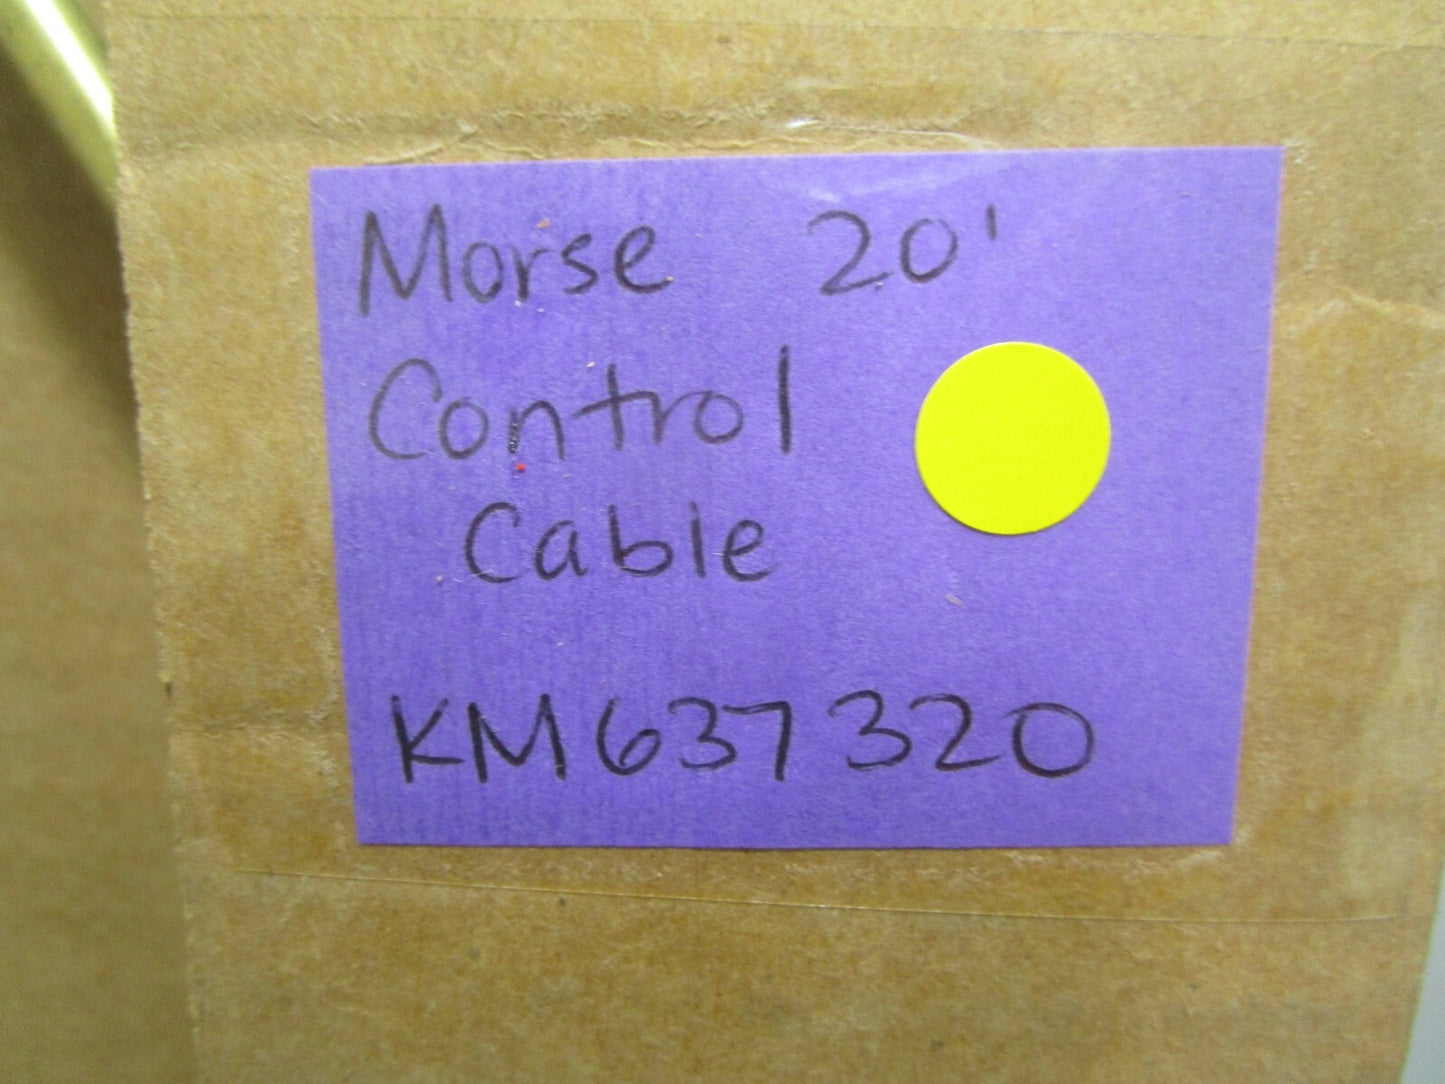 Morse 20'
Control
Cable
KM637320